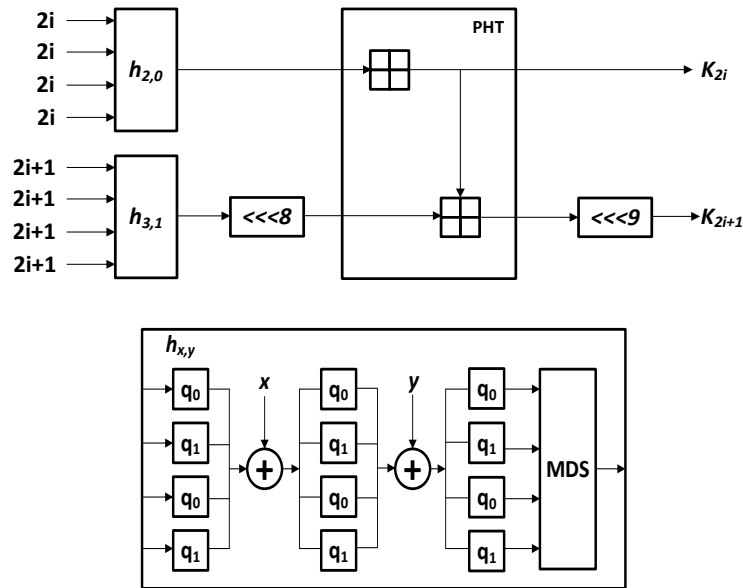 2i
2i
2i
2i
h2,0
PHT
K2i
2i+1
2i+1
2i+1
2i+1
h3,1
<<<8
<<<9
K2i+1
hx,y
q0
q1
q0
q1
x
q0
q1
q0
q1
y
q0
q1
q0
q1
MDS